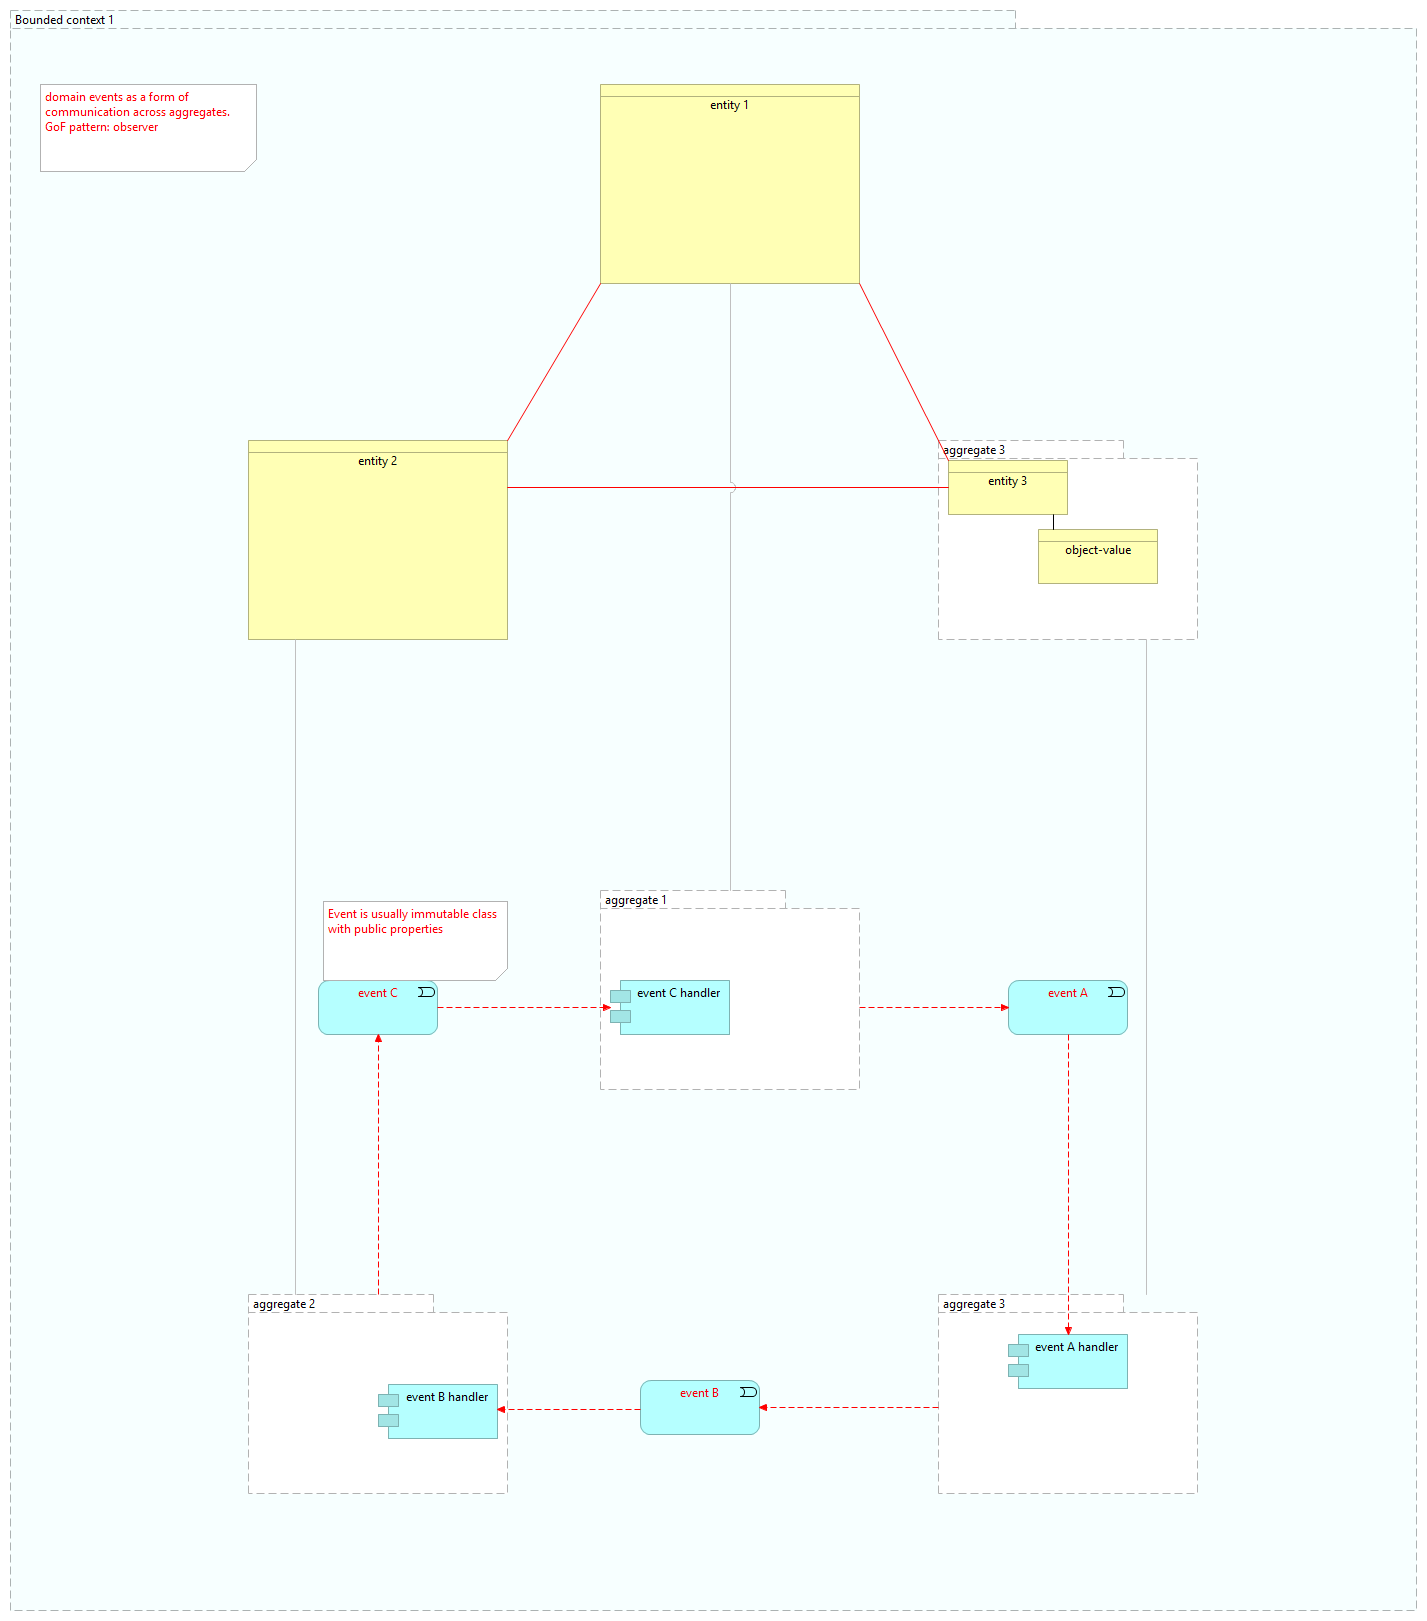 Bounded context 1
domain events as a form of
communication across aggregates.
GoF pattern: observer
entity 1
entity 2
aggregate 3
entity 3
object-value
Event is usually immutable class
with public properties
aggregate 1
event C
event C handler
event A
aggregate 2
aggregate 3
event A handler
event B handler
event B